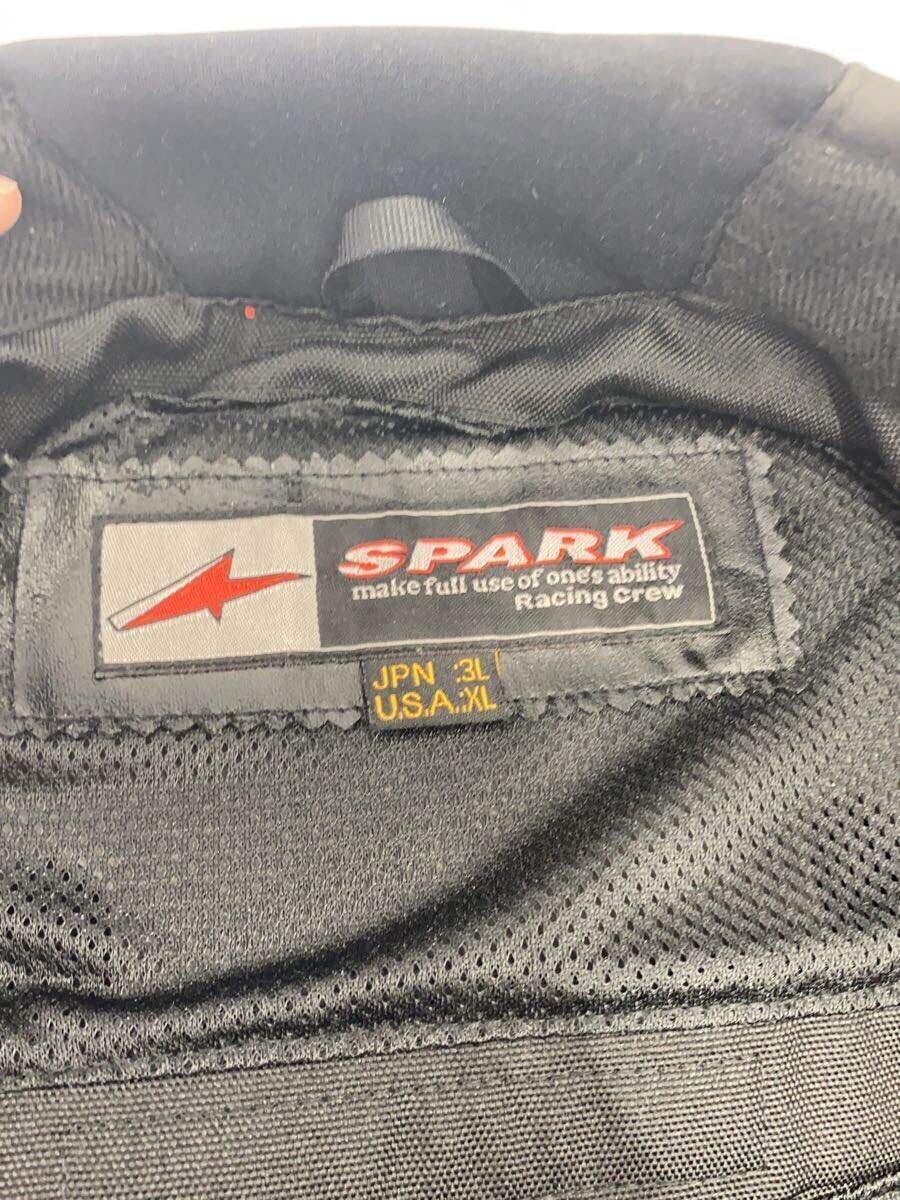 SPARK
make full use of one's ability
Racing Crew
JPN :3L
U.S.A.:XL